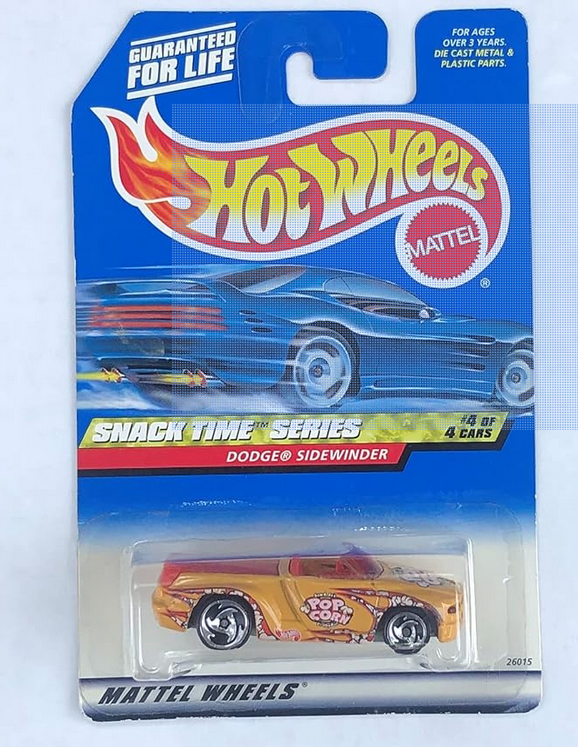 GUARANTEED
FOR LIFE
FOR AGES
OVER 3 YEARS.
DIE CAST METAL &
PLASTIC PARTS.
HOT WHEELS
MATTEL
®
SNACK TIME™ SERIES
#4 OF
4 CARS
DODGE® SIDEWINDER
POP
CORN
26015
MATTEL WHEELS®